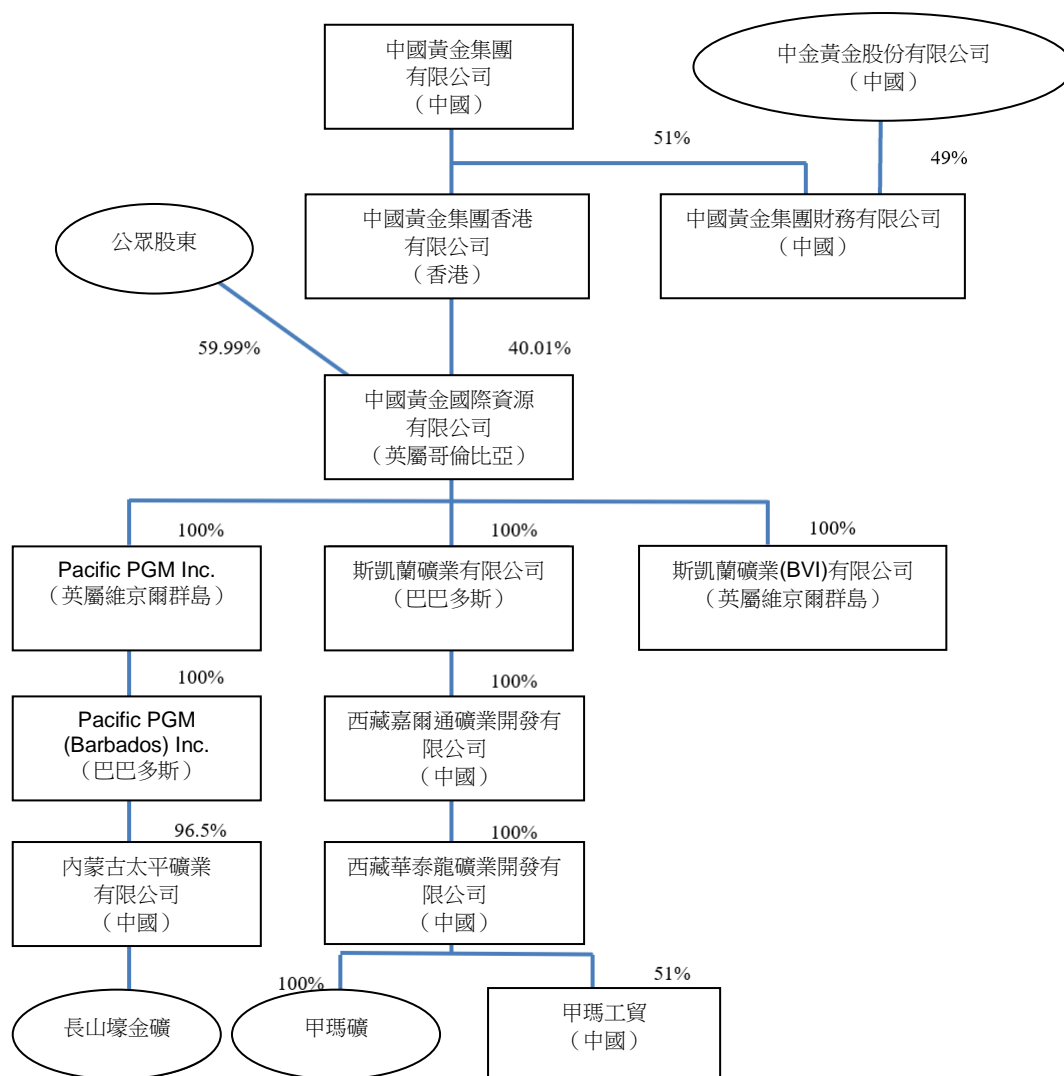 中國黃金集團
有限公司
（中國）
中金黃金股份有限公司
（中國）
51%
49%
公眾股東
中國黃金集團香港
有限公司
（香港）
中國黃金集團財務有限公司
（中國）
59.99%
40.01%
中國黃金國際資源
有限公司
（英屬哥倫比亞）
100%
100%
100%
Pacific PGM Inc.
（英屬維京爾群島）
斯凱蘭礦業有限公司
（巴巴多斯）
斯凱蘭礦業(BVI)有限公司
（英屬維京爾群島）
100%
100%
Pacific PGM
(Barbados) Inc.
（巴巴多斯）
西藏嘉爾通礦業開發有
限公司
（中國）
96.5%
100%
內蒙古太平礦業
有限公司
（中國）
西藏華泰龍礦業開發有
限公司
（中國）
100%
51%
長山壕金礦
甲瑪礦
甲瑪工貿
（中國）